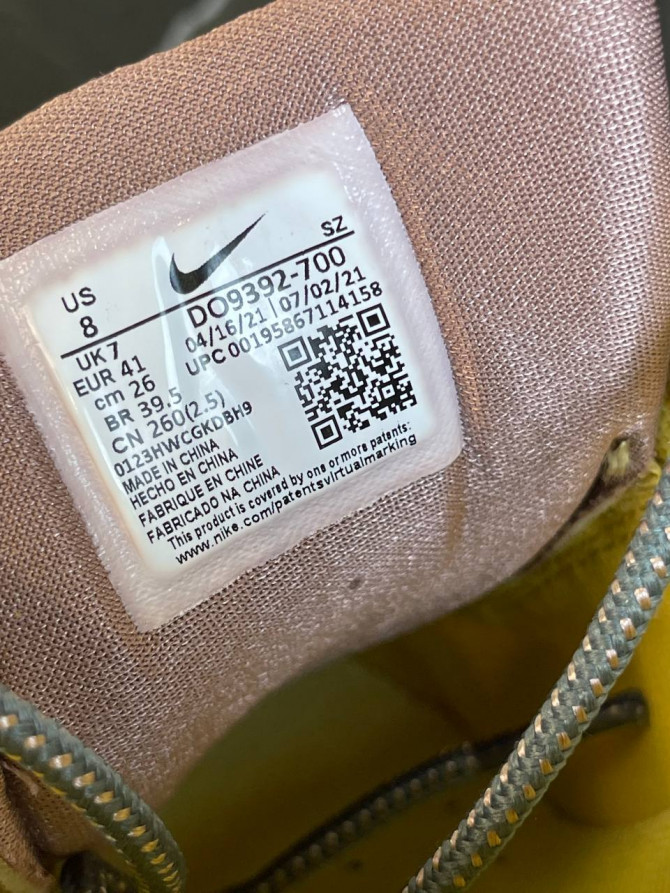 US
8
SZ
UK 7
EUR 41
cm 26
BR 39.5
CN 260(2.5)
DO9392-700
04/16/21 | 07/02/21
UPC 00195867114158
0123HWCGKDBH9
MADE IN CHINA
HECHO EN CHINA
FABRIQUE EN CHINE
FABRICADO NA CHINA
This product is covered by one or more patents:
www.nike.com/patentsvirtualmarking